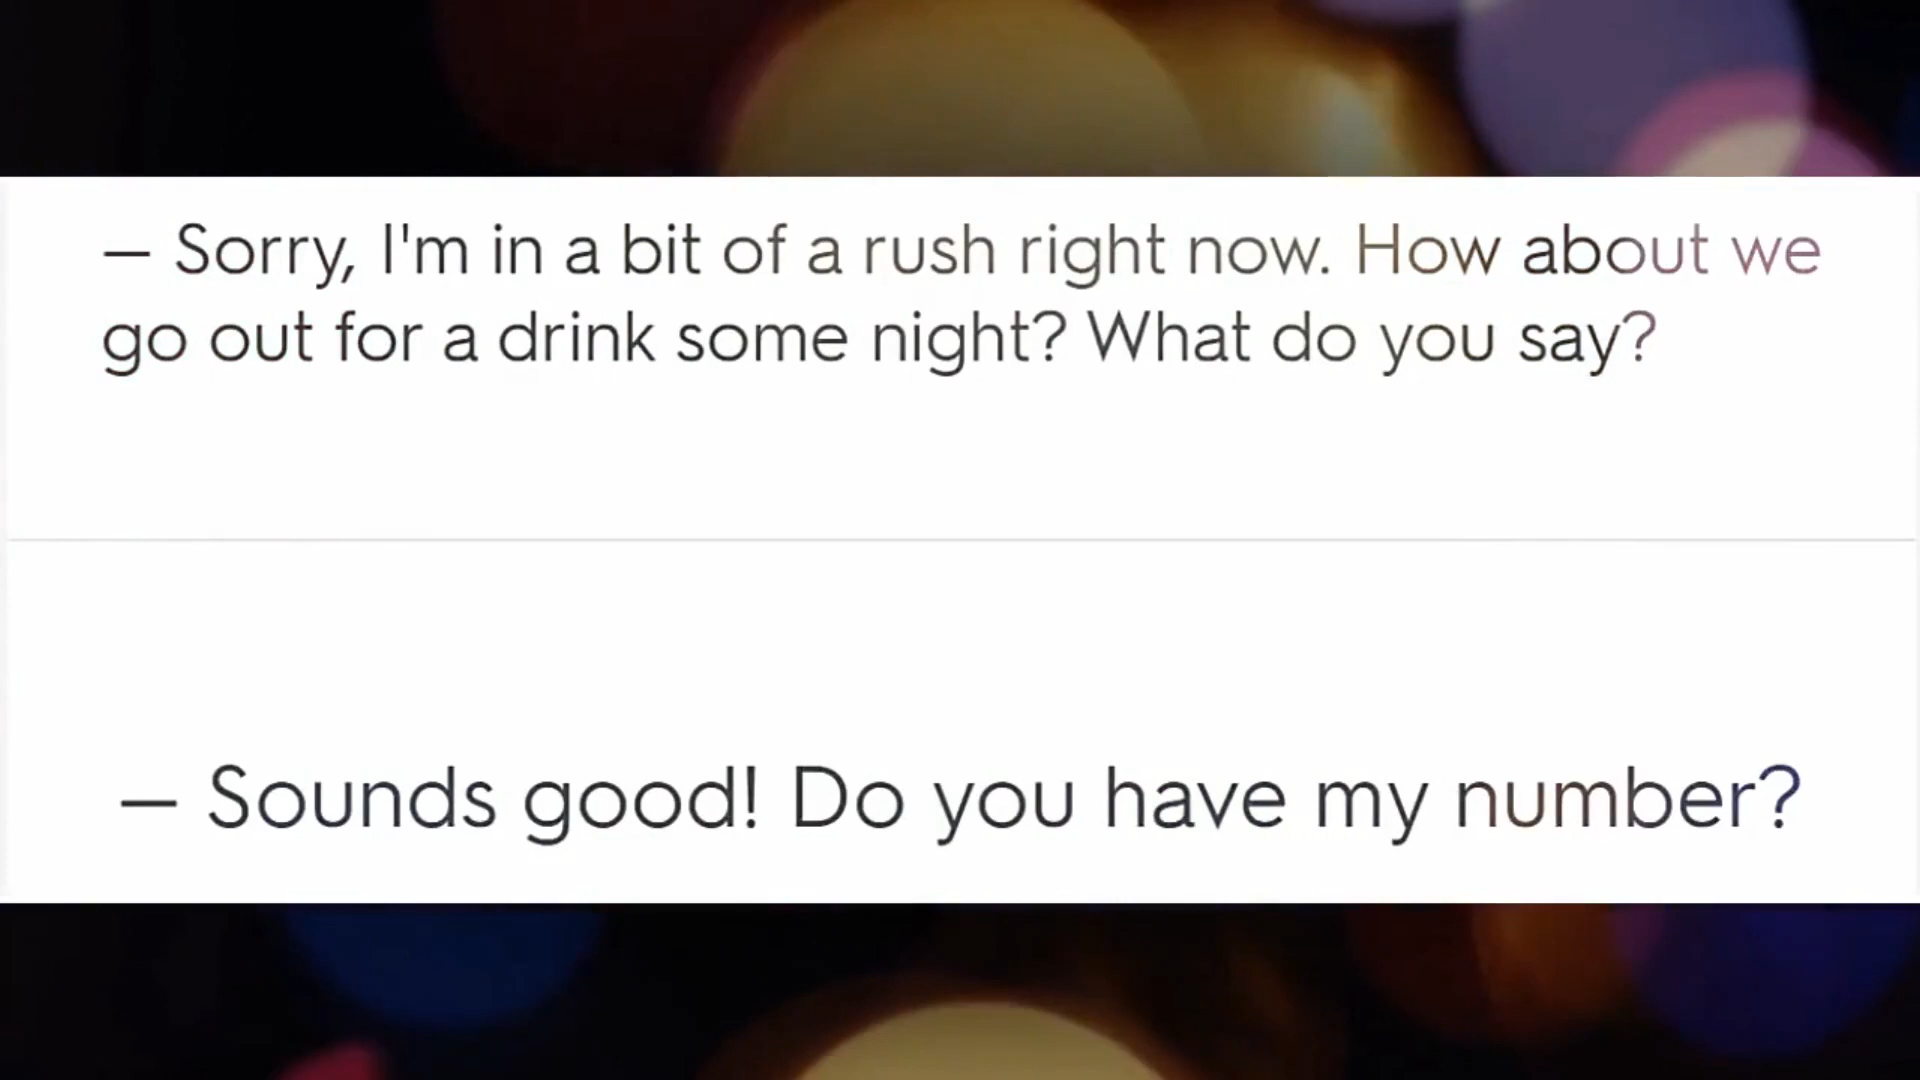 — Sorry, I'm in a bit of a rush right now. How about we
go out for a drink some night? What do you say?
— Sounds good! Do you have my number?